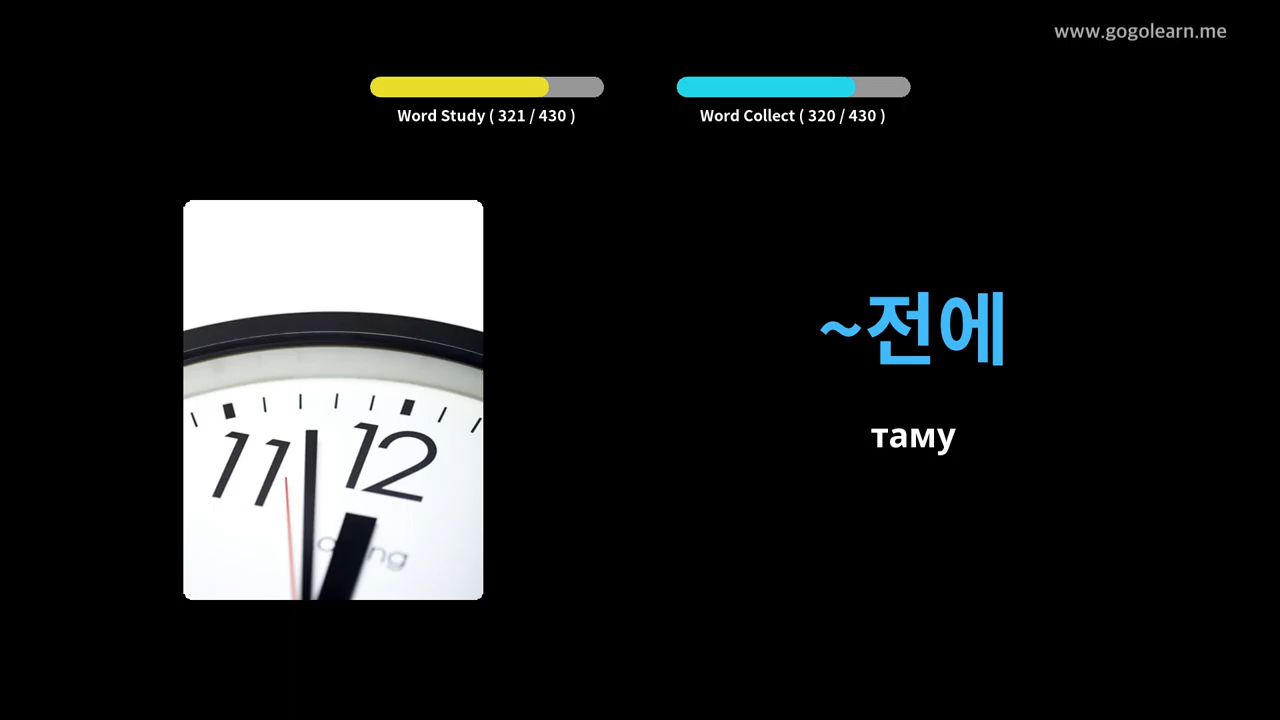 www.gogolearn.me
Word Study ( 321 / 430 )
Word Collect ( 320 / 430 )
~전에
таму
11 12